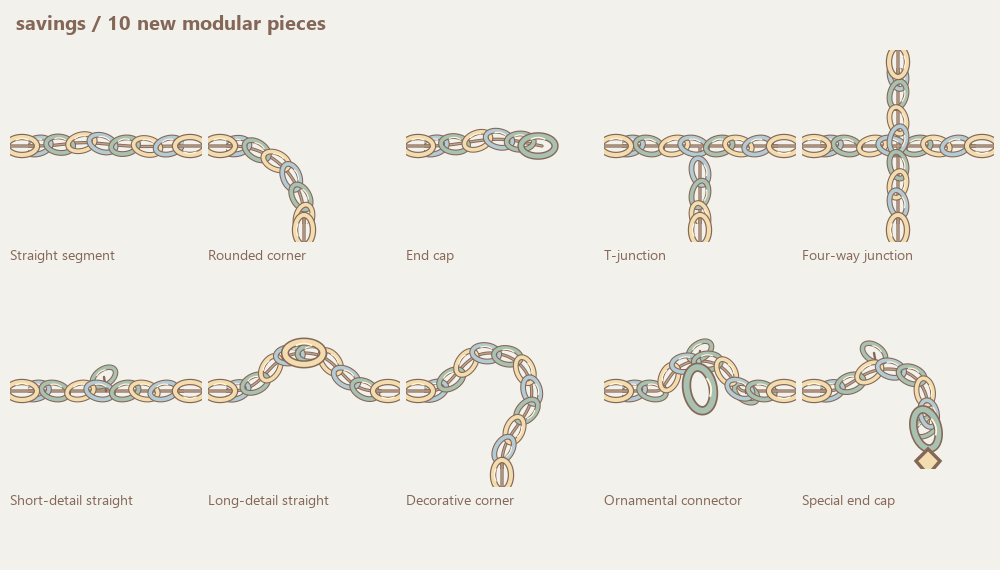 savings / 10 new modular pieces
Straight segment
Rounded corner
End cap
T-junction
Four-way junction
Short-detail straight
Long-detail straight
Decorative corner
Ornamental connector
Special end cap